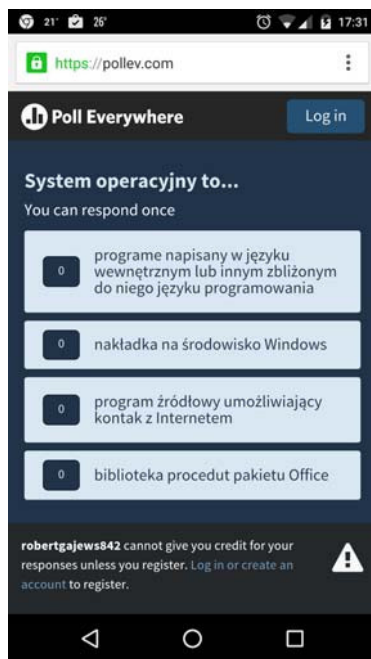 21° 26° 17:31
https://pollev.com
Poll Everywhere Log in
System operacyjny to...
You can respond once
0 programe napisany w języku
wewnętrznym lub innym zbliżonym
do niego języku programowania
0 nakładka na środowisko Windows
0 program źródłowy umożliwiający
kontak z Internetem
0 biblioteka procedut pakietu Office
robertgajews842 cannot give you credit for your
responses unless you register. Log in or create an
account to register.